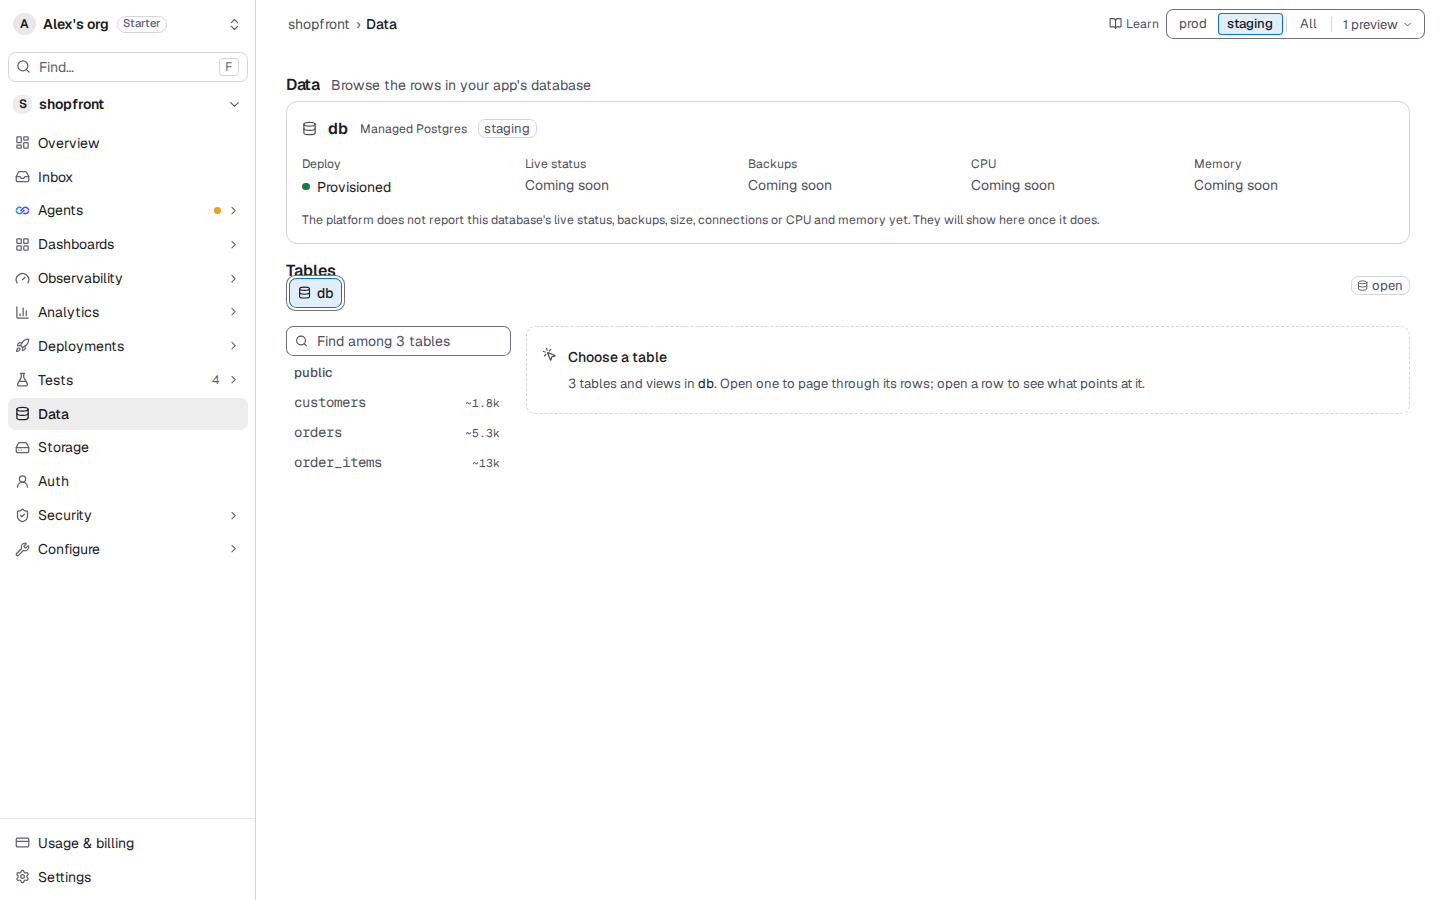 A Alex's org Starter
Find... F
S shopfront
Overview
Inbox
Agents
Dashboards
Observability
Analytics
Deployments
Tests 4
Data
Storage
Auth
Security
Configure
Usage & billing
Settings
shopfront › Data
Learn prod staging All 1 preview
Data Browse the rows in your app's database
db Managed Postgres staging
Deploy Live status Backups CPU Memory
Provisioned Coming soon Coming soon Coming soon Coming soon
The platform does not report this database's live status, backups, size, connections or CPU and memory yet. They will show here once it does.
Tables
db open
Find among 3 tables
public
customers ~1.8k
orders ~5.3k
order_items ~13k
Choose a table
3 tables and views in db. Open one to page through its rows; open a row to see what points at it.